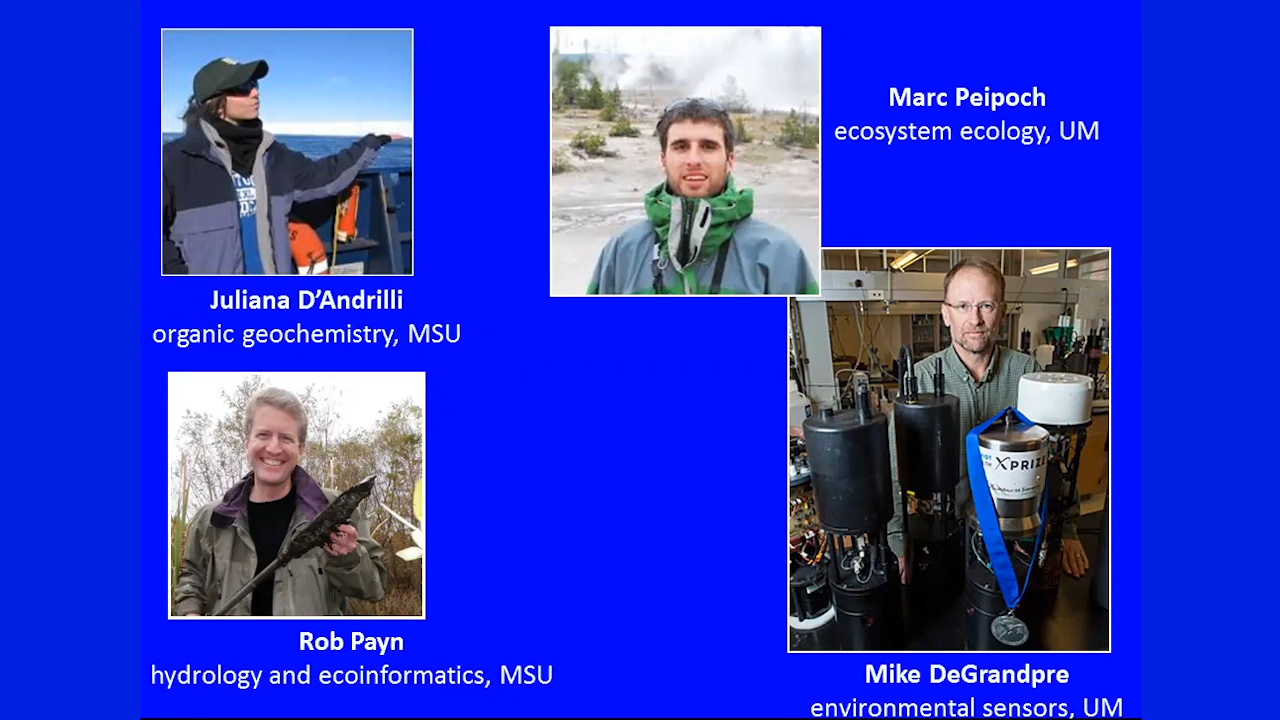 Marc Peipoch
ecosystem ecology, UM
Juliana D’Andrilli
organic geochemistry, MSU
XPRIZE
Rob Payn
hydrology and ecoinformatics, MSU
Mike DeGrandpre
environmental sensors, UM